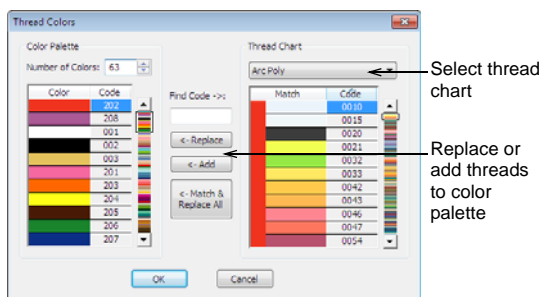 Thread Colors
Color Palette
Number of Colors: 63
Color Code
202
208
001
002
003
201
203
204
205
206
207
Find Code ->:
<- Replace
<- Add
<- Match &
Replace All
Thread Chart
ArcPoly
Match Code
0010
0015
0020
0021
0032
0033
0042
0043
0046
0047
0054
OK
Cancel
Select thread
chart
Replace or
add threads
to color
palette